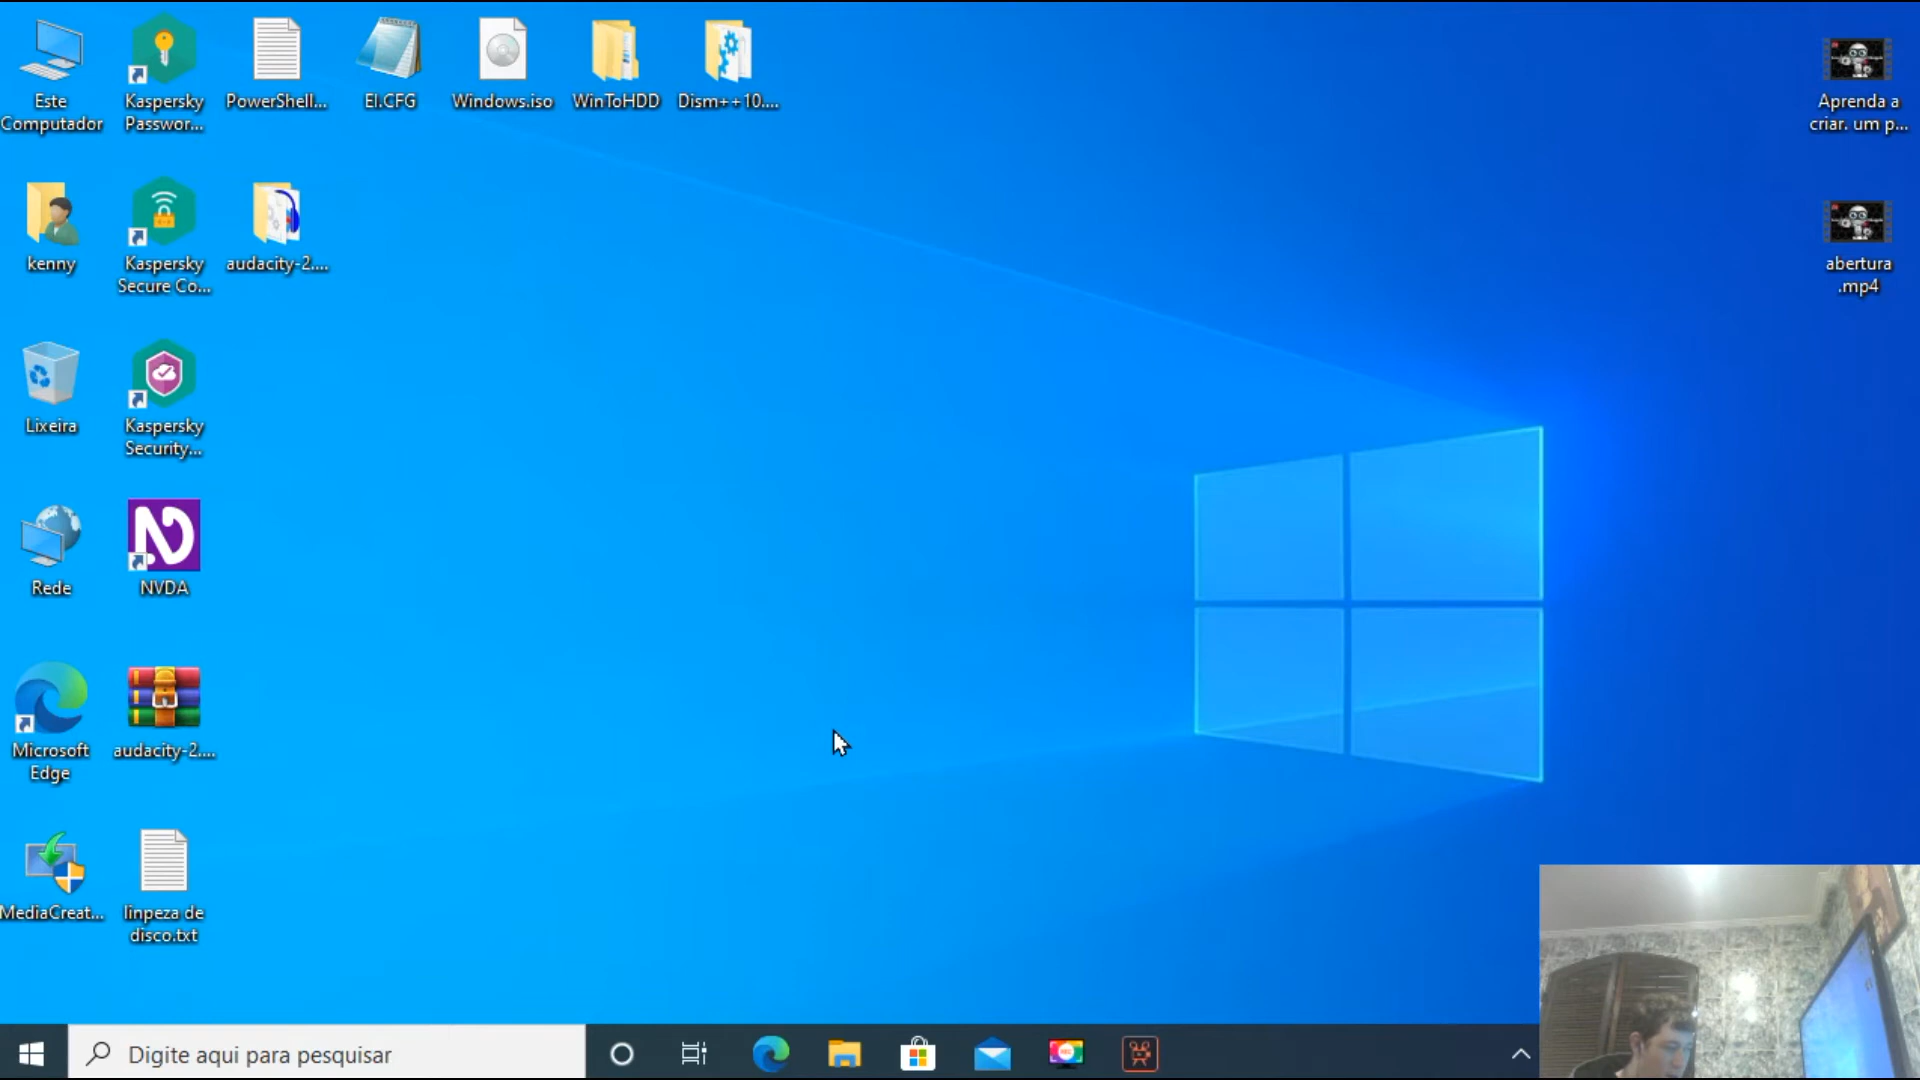 Este
Computador
Kaspersky
Passwor...
PowerShell...
EI.CFG
Windows.iso
WinToHDD
Dism++10....
Aprenda a
criar. um p...
kenny
Kaspersky
Secure Co...
audacity-2....
abertura
.mp4
Lixeira
Kaspersky
Security...
Rede
NVDA
Microsoft
Edge
audacity-2....
MediaCreat...
linpeza de
disco.txt
Digite aqui para pesquisar